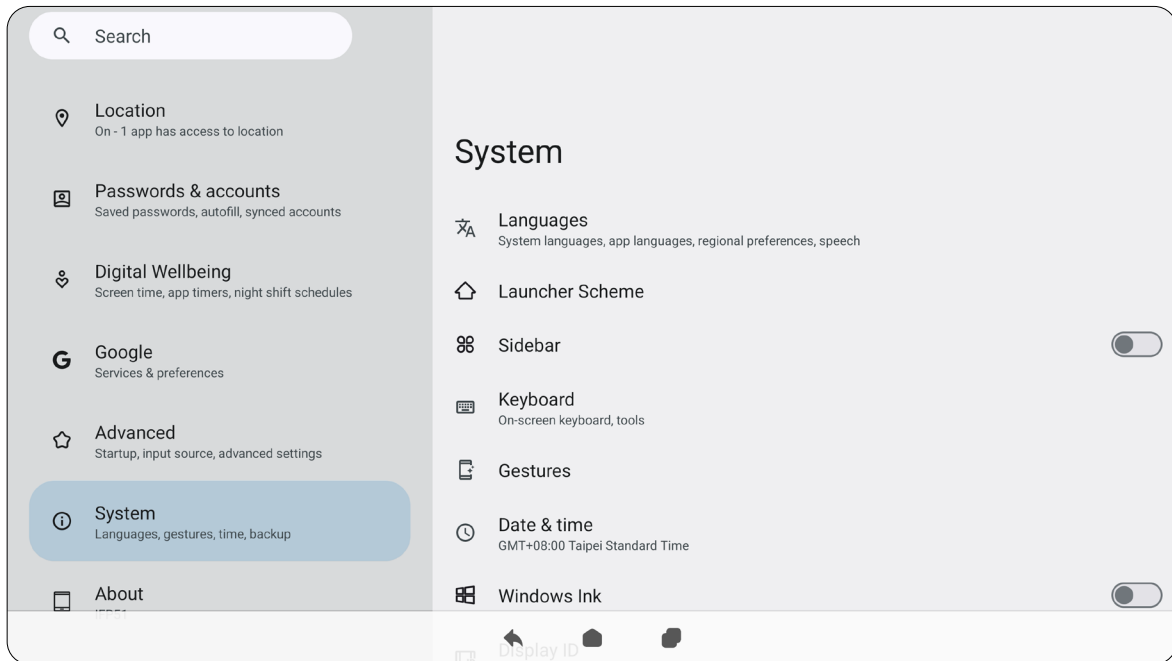 Search
Location
On - 1 app has access to location
Passwords & accounts
Saved passwords, autofill, synced accounts
Digital Wellbeing
Screen time, app timers, night shift schedules
Google
Services & preferences
Advanced
Startup, input source, advanced settings
System
Languages, gestures, time, backup
About
IFP51
System
Languages
System languages, app languages, regional preferences, speech
Launcher Scheme
Sidebar
Keyboard
On-screen keyboard, tools
Gestures
Date & time
GMT+08:00 Taipei Standard Time
Windows Ink
Display ID